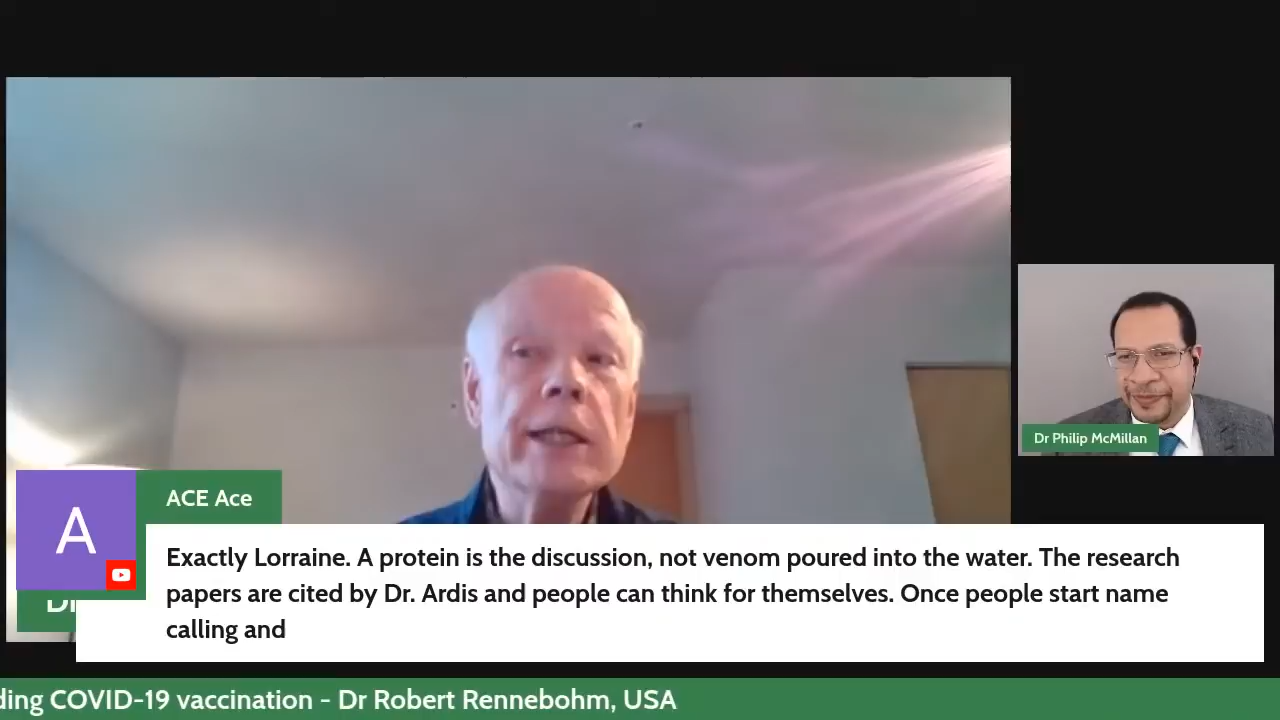 Dr Philip McMillan
A
ACE Ace
Exactly Lorraine. A protein is the discussion, not venom poured into the water. The research
papers are cited by Dr. Ardis and people can think for themselves. Once people start name
calling and
ding COVID-19 vaccination - Dr Robert Rennebohm, USA